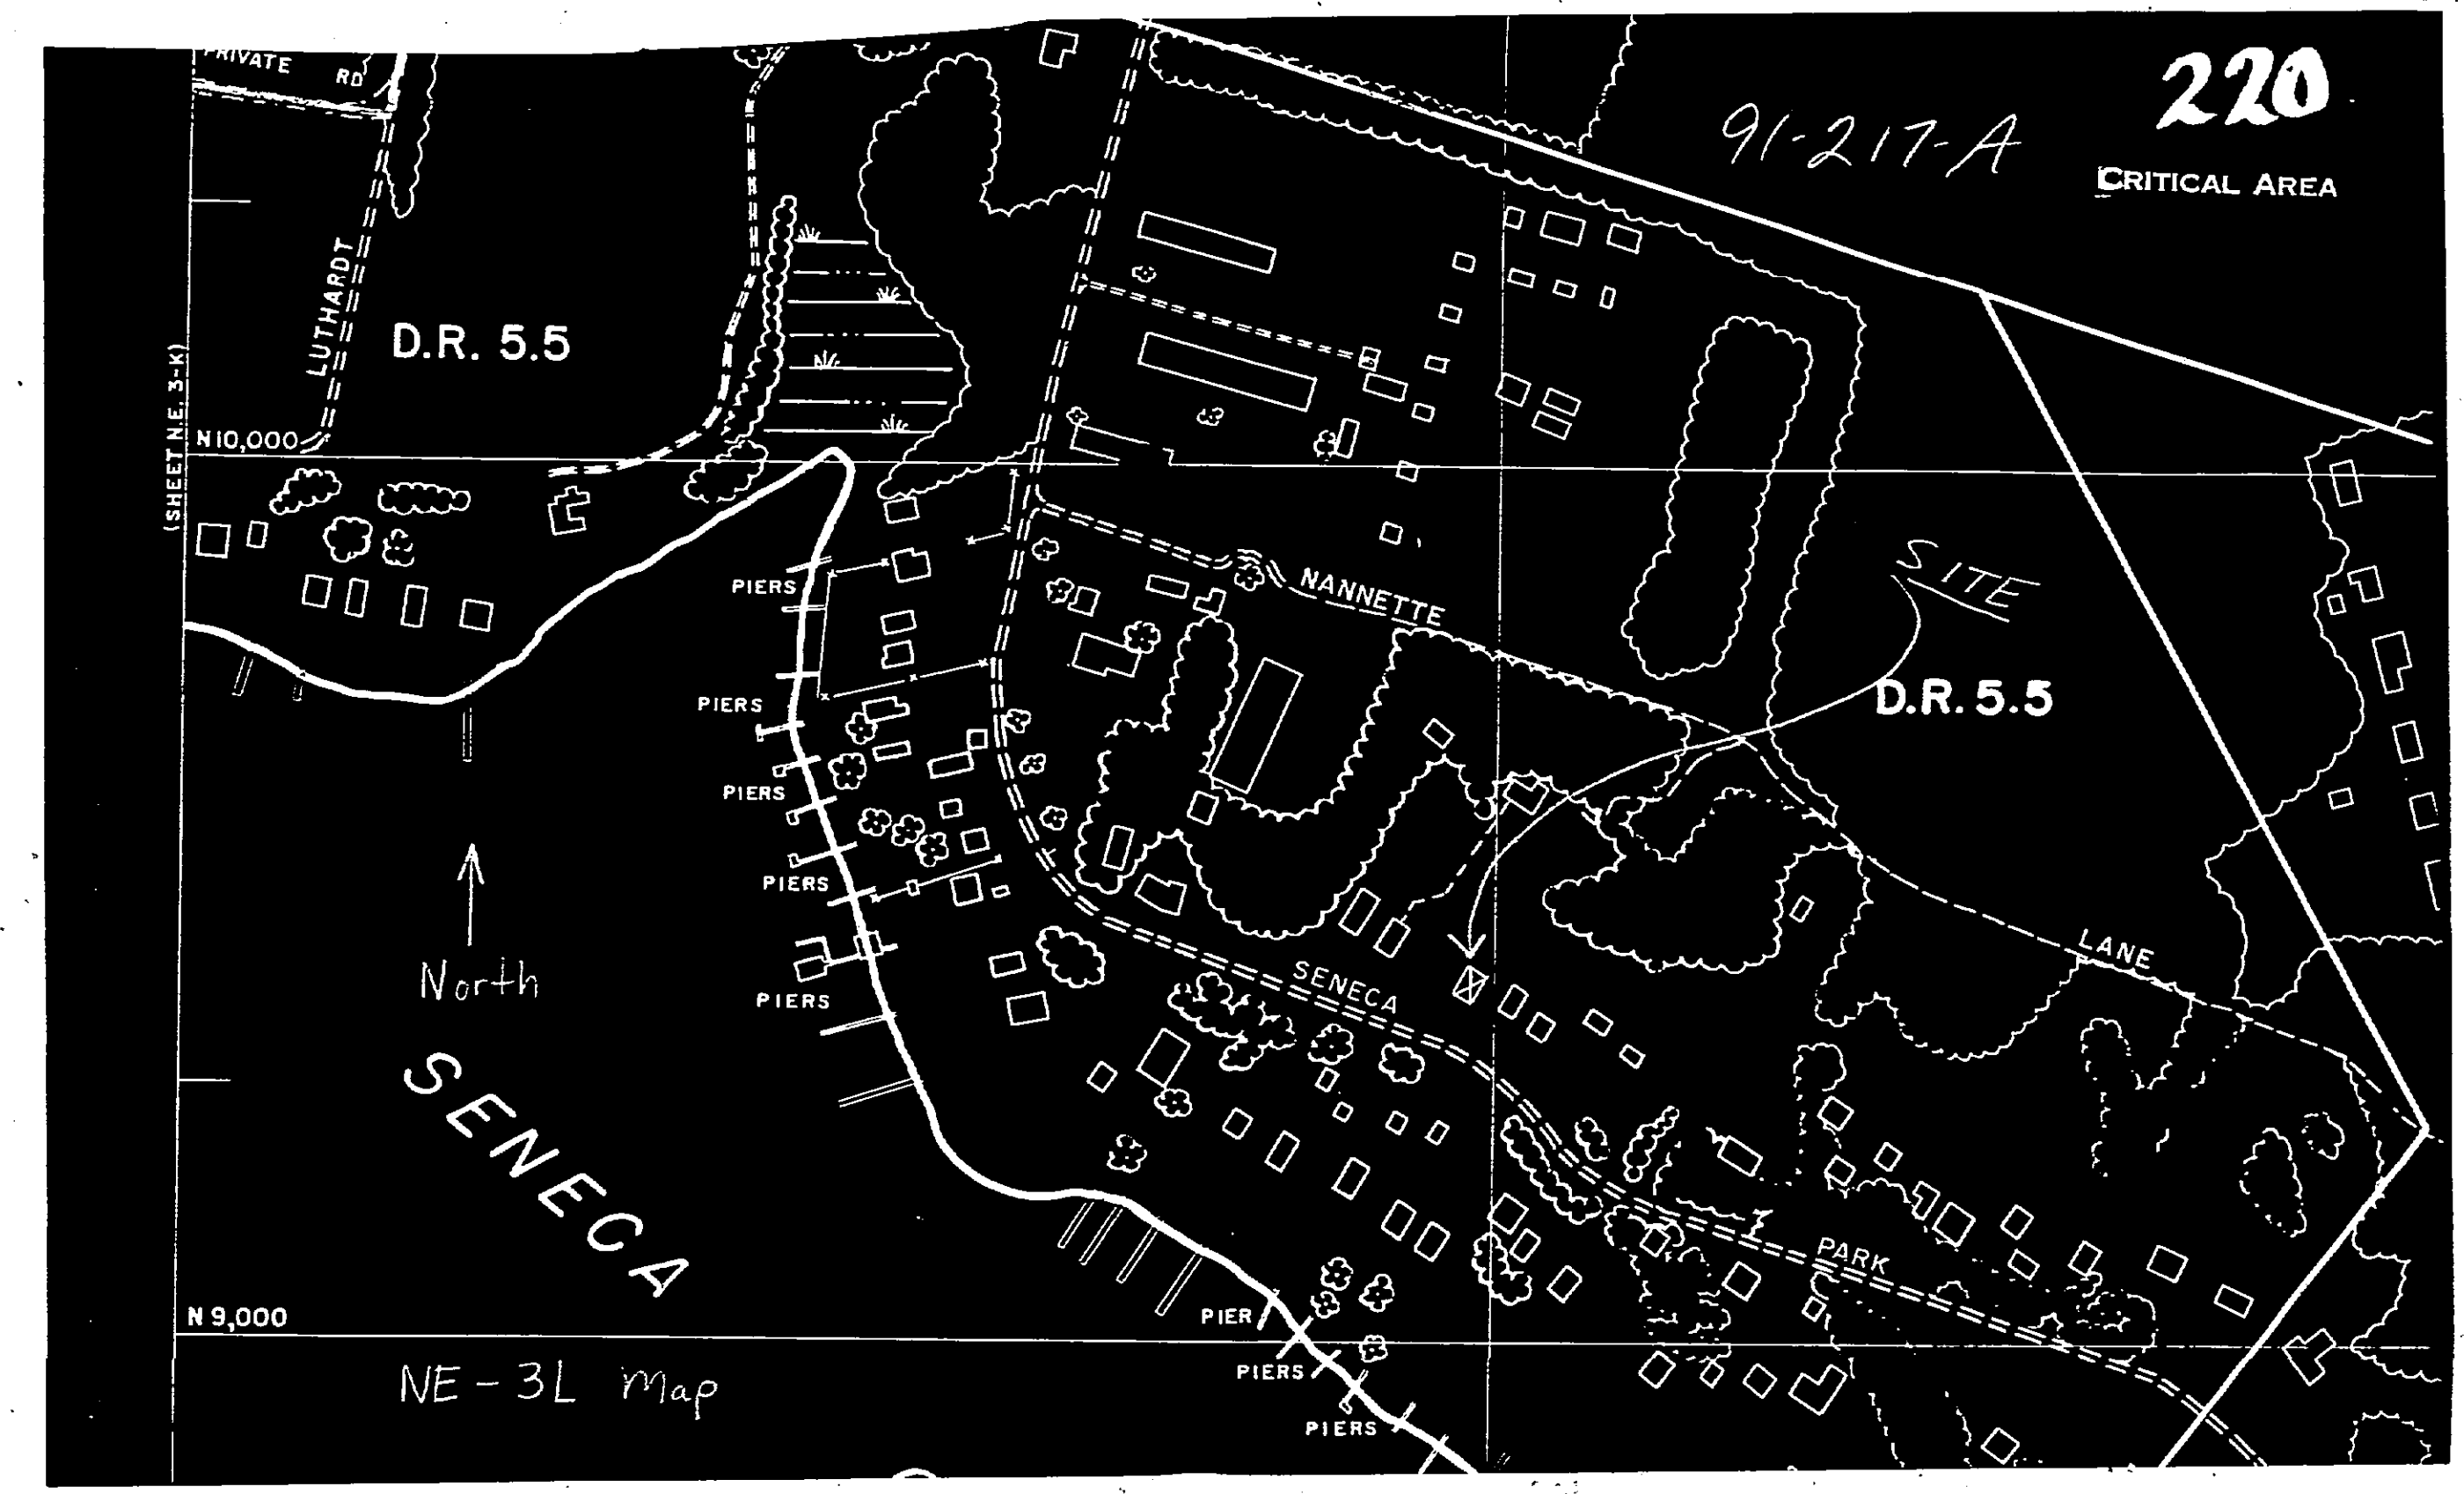 PRIVATE RD
220
91-217-A
CRITICAL AREA
LUTHARDT
D.R. 5.5
(SHEET N.E. 3-K)
N 10,000
PIERS
NANNETTE
SITE
PIERS
D.R. 5.5
PIERS
PIERS
LANE
North
PIERS
SENECA
SENECA
PARK
N 9,000
PIER
NE-3L Map
PIERS
PIERS